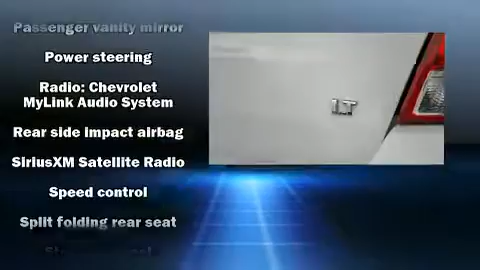 Passenger vanity mirror
Power steering
Radio: Chevrolet
MyLink Audio System
Rear side impact airbag
SiriusXM Satellite Radio
Speed control
Split folding rear seat
LT